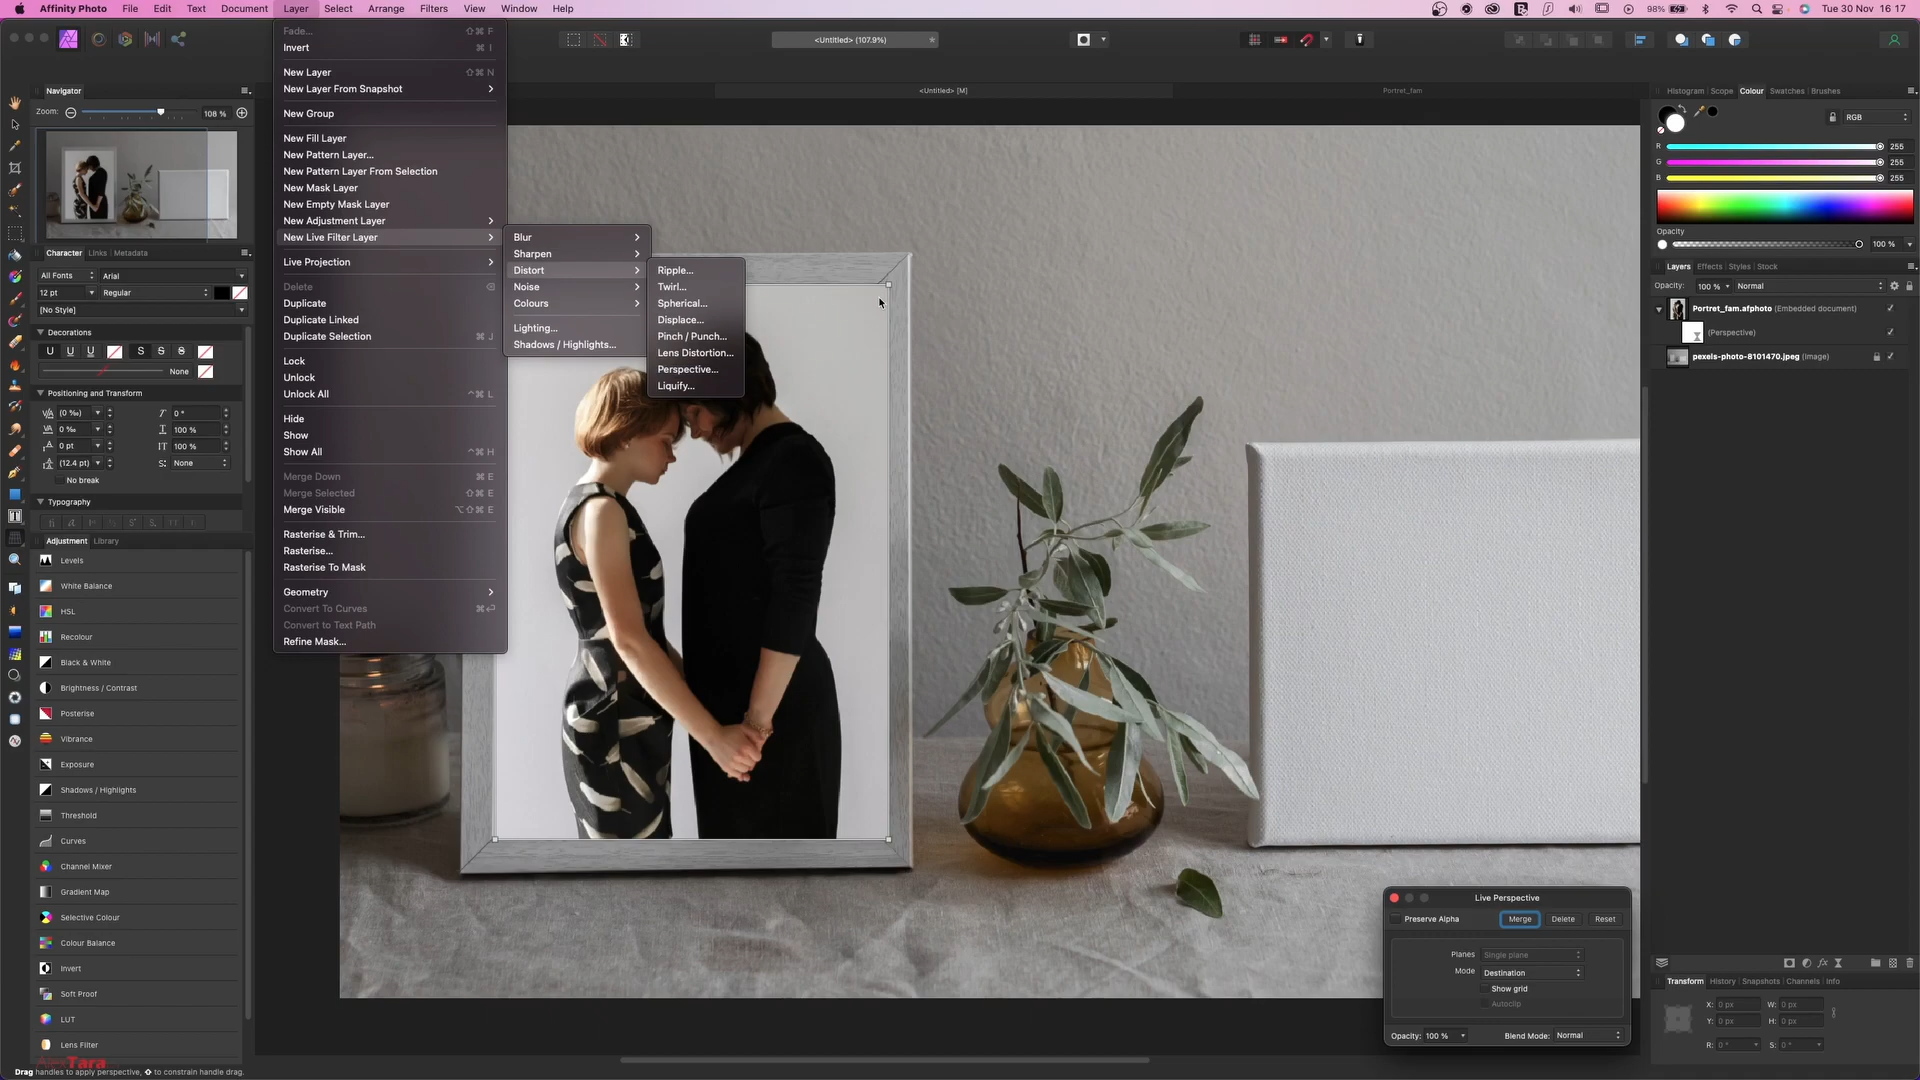 Affinity Photo File Edit Text Document Layer Select Arrange Filters View Window Help 98% Tue 30 Nov 16 17
<Untitled> (107.9%)
<Untitled> [M] Portret_fam
Navigator
Zoom: 108 %
Character Links Metadata
All Fonts Arial
12 pt Regular
[No Style]
Decorations
U U U S S S
None
Positioning and Transform
(0 ‰) 0 °
0 ‰ 100 %
0 pt 100 %
(12.4 pt) None
No break
Typography
Adjustment Library
Levels
White Balance
HSL
Recolour
Black & White
Brightness / Contrast
Posterise
Vibrance
Exposure
Shadows / Highlights
Threshold
Curves
Channel Mixer
Gradient Map
Selective Colour
Colour Balance
Invert
Soft Proof
LUT
Lens Filter
AlexTara
Drag handles to apply perspective, ⇧ to constrain handle drag.
Fade... ⇧⌘ F
Invert ⌘ I
New Layer ⇧⌘ N
New Layer From Snapshot
New Group
New Fill Layer
New Pattern Layer...
New Pattern Layer From Selection
New Mask Layer
New Empty Mask Layer
New Adjustment Layer
New Live Filter Layer
Live Projection
Delete
Duplicate
Duplicate Linked
Duplicate Selection ⌘ J
Lock
Unlock
Unlock All ^⌘ L
Hide
Show
Show All ^⌘ H
Merge Down ⌘ E
Merge Selected ⇧⌘ E
Merge Visible ⌥⇧⌘ E
Rasterise & Trim...
Rasterise...
Rasterise To Mask
Geometry
Convert To Curves ⌘⏎
Convert to Text Path
Refine Mask...
Blur
Sharpen
Distort
Noise
Colours
Lighting...
Shadows / Highlights...
Ripple...
Twirl...
Spherical...
Displace...
Pinch / Punch...
Lens Distortion...
Perspective...
Liquify...
Histogram Scope Colour Swatches Brushes
RGB
R 255
G 255
B 255
Opacity
100 %
Layers Effects Styles Stock
Opacity: 100 % Normal
Portret_fam.afphoto (Embedded document)
(Perspective)
pexels-photo-8101470.jpeg (Image)
Live Perspective
Preserve Alpha Merge Delete Reset
Planes Single plane
Mode Destination
Show grid
Autoclip
Opacity: 100 % Blend Mode: Normal
Transform History Snapshots Channels Info
X: 0 px W: 0 px
Y: 0 px H: 0 px
R: 0 ° S: 0 °